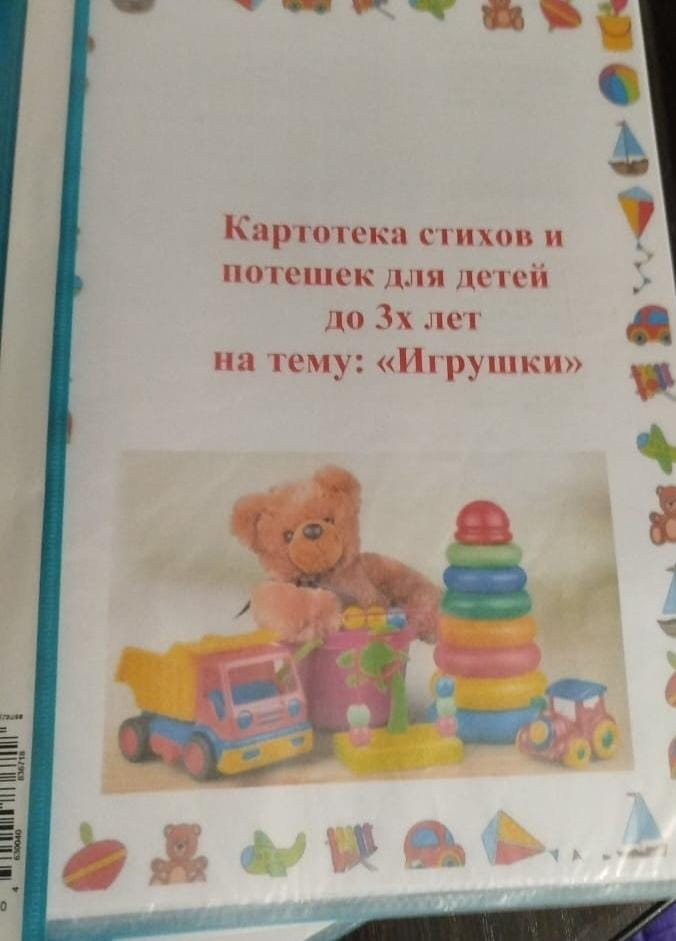 Картотека стихов и
потешек для детей
до 3х лет
на тему: «Игрушки»